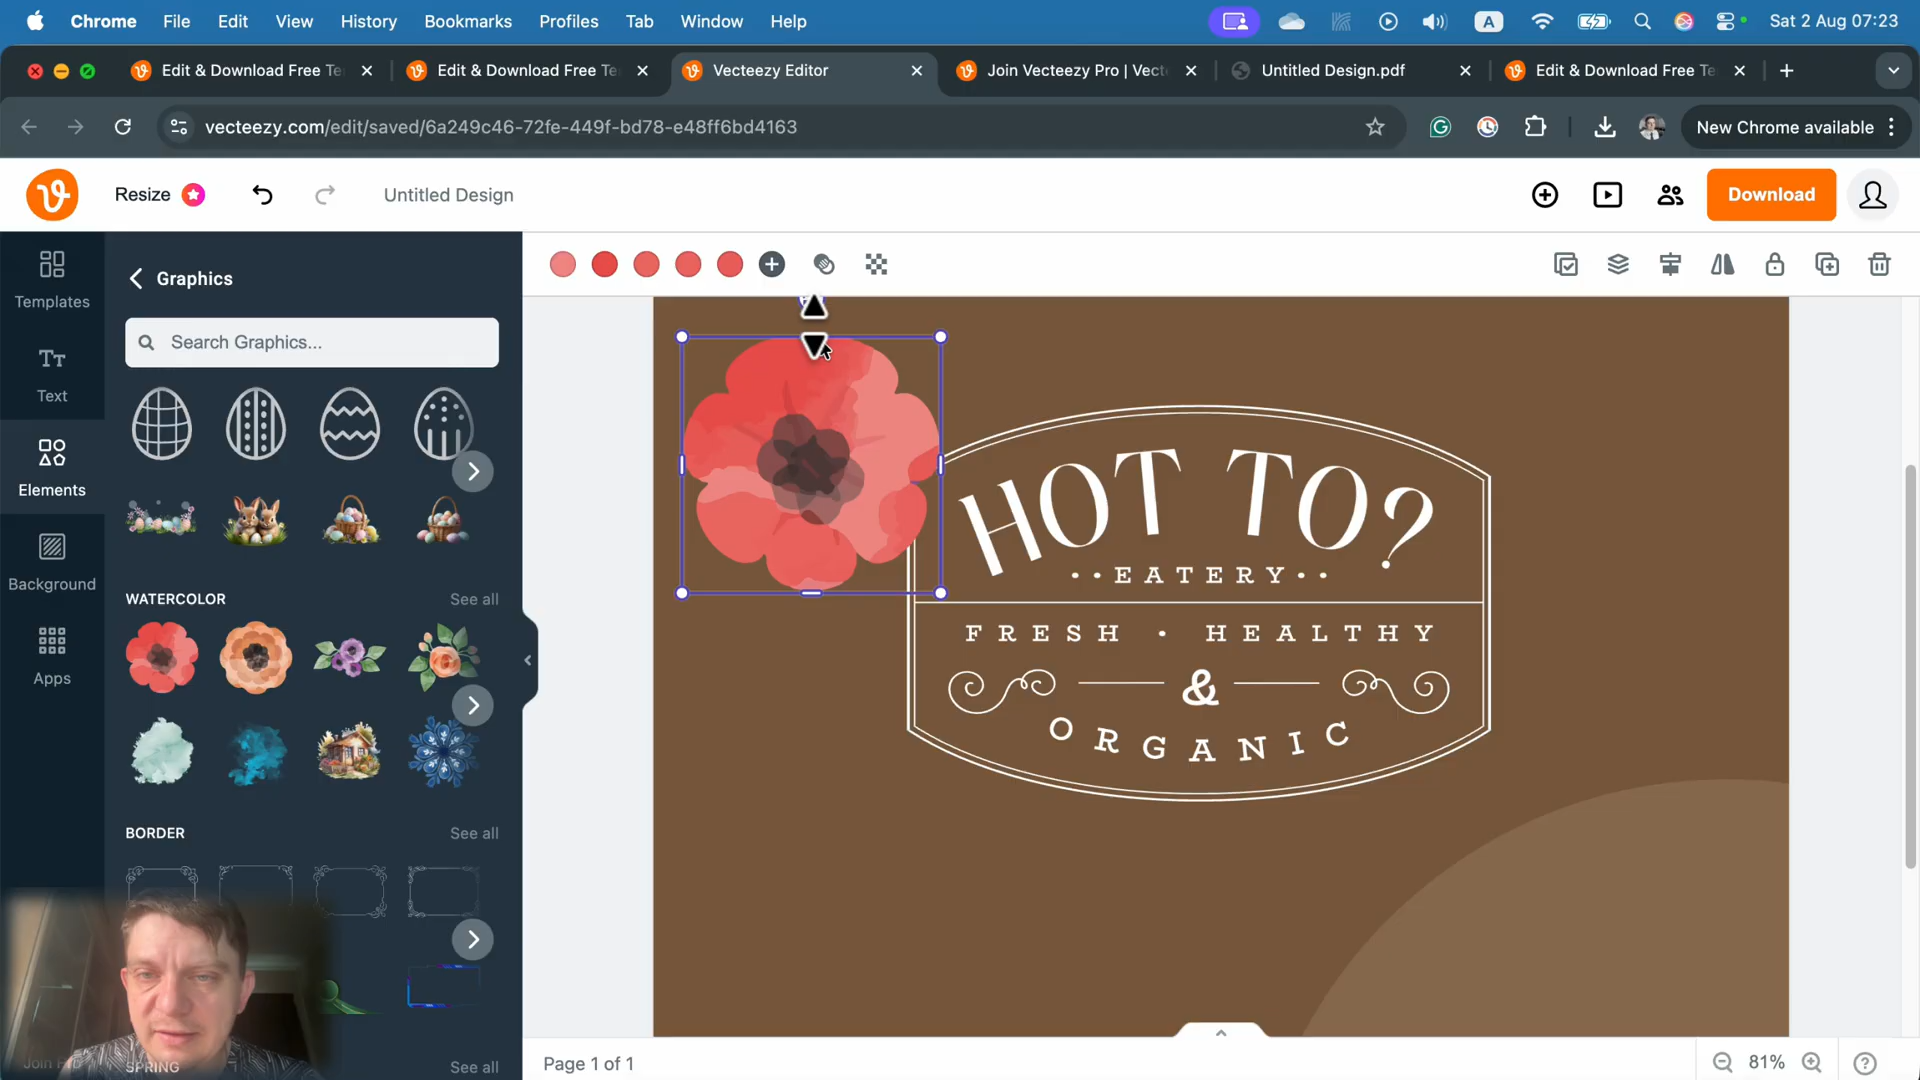 Chrome File Edit View History Bookmarks Profiles Tab Window Help A Sat 2 Aug 07:23
Edit & Download Free Te Edit & Download Free Te Vecteezy Editor Join Vecteezy Pro | Vect Untitled Design.pdf Edit & Download Free Te
vecteezy.com/edit/saved/6a249c46-72fe-449f-bd78-e48ff6bd4163 New Chrome available
Resize Untitled Design Download
Templates
Text
Elements
Background
Apps
Graphics
Search Graphics...
WATERCOLOR See all
BORDER See all
SPRING See all
HOT TO?
··EATERY··
FRESH · HEALTHY
&
ORGANIC
Page 1 of 1 81%